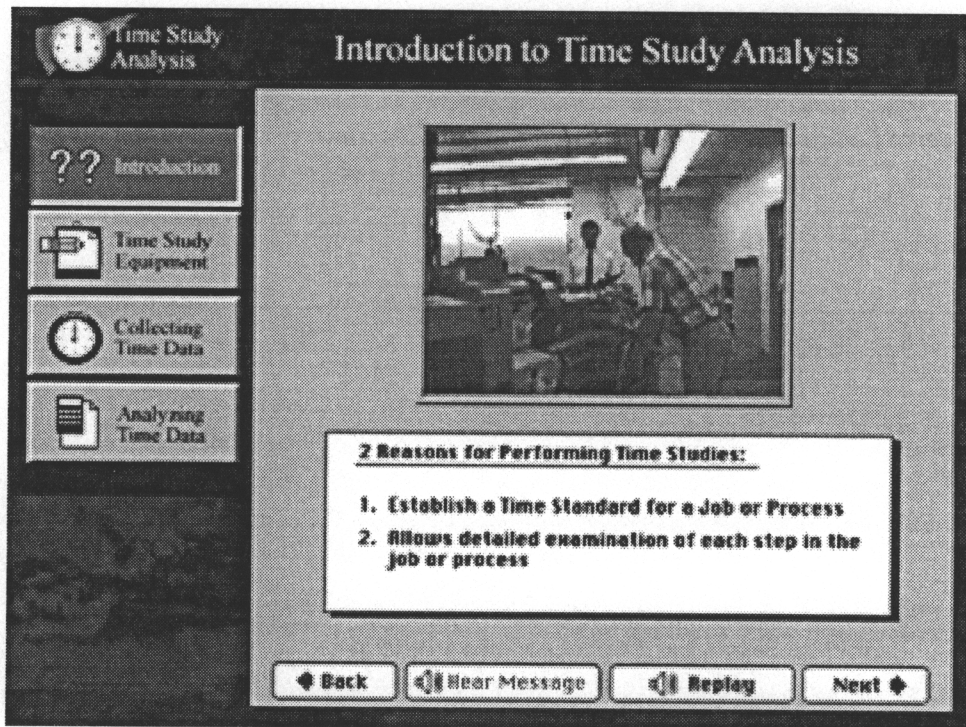 Time Study
Analysis
Introduction to Time Study Analysis
?? Introduction
Time Study
Equipment
Collecting
Time Data
Analyzing
Time Data
2 Reasons for Performing Time Studies:
1. Establish a Time Standard for a Job or Process
2. Allows detailed examination of each step in the
job or process
Back
Hear Message
Replay
Next